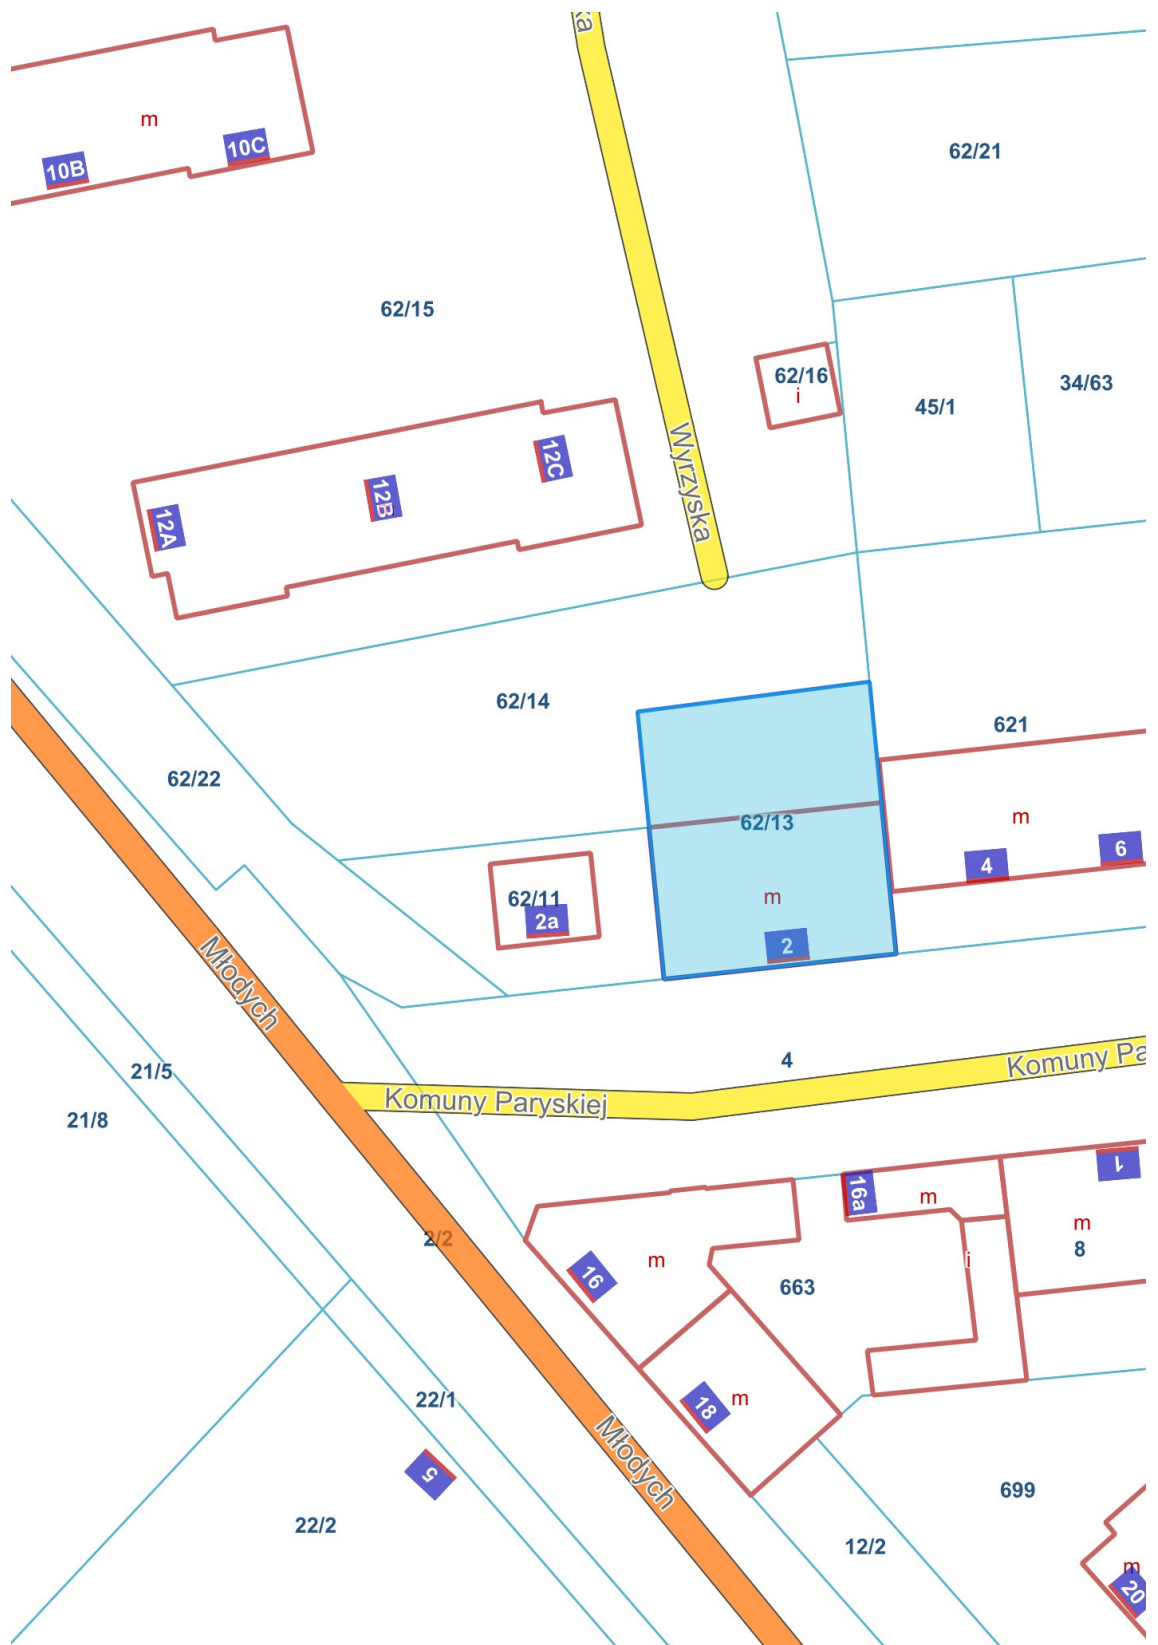 ka
m
10B
10C
62/21
62/15
62/16
i
45/1
34/63
Wyrzyska
12A
12B
12C
62/14
621
62/22
62/13
m
4
6
62/11
2a
m
2
Młodych
4
Komuny Pa
21/5
Komuny Paryskiej
21/8
1
16a
m
m
8
2/2
m
i
16
663
22/1
18
m
Młodych
5
699
22/2
12/2
m
20